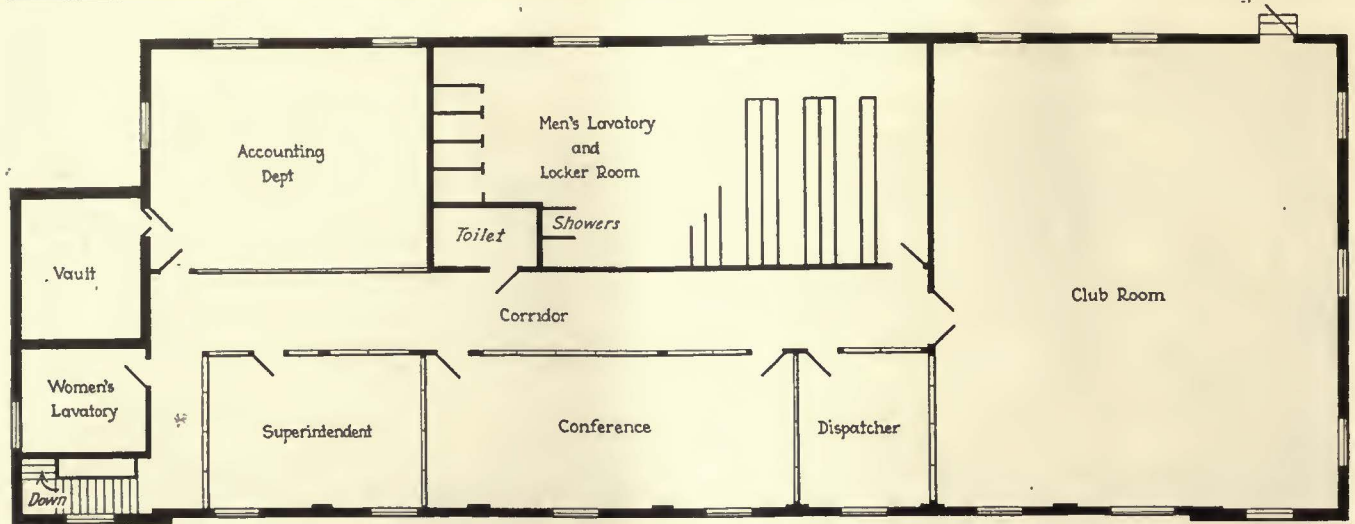 Accounting
Dept
Men's Lavatory
and
Locker Room
Toilet
Showers
Vault
Corridor
Club Room
Women's
Lavatory
Superintendent
Conference
Dispatcher
Down